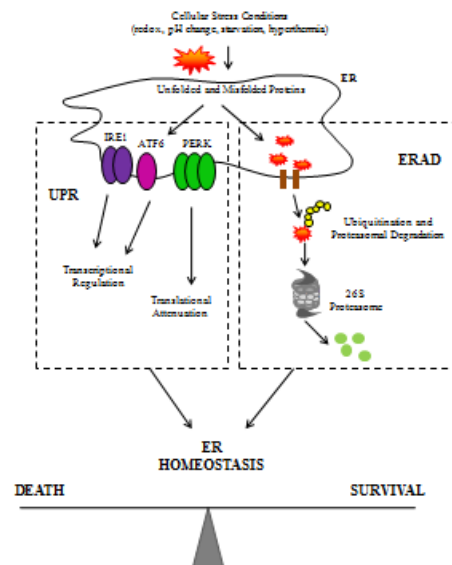 Cellular Stress Conditions
(redox, pH change, starvation, hyperthermia)
ER
Unfolded and Misfolded Proteins
IRE1
ATF6
PERK
ERAD
UPR
Ubiquitination and
Proteasomal Degradation
Transcriptional
Regulation
26S
Proteasome
Translational
Attenuation
ER
HOMEOSTASIS
DEATH
SURVIVAL